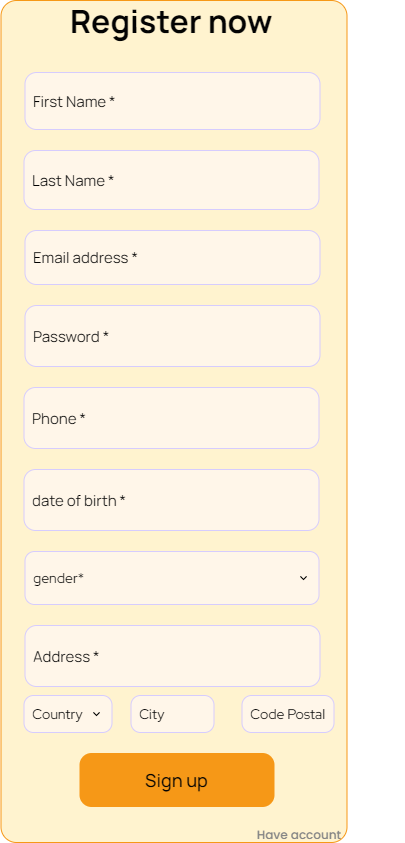 Register now
First Name *
Last Name *
Email address *
Password *
Phone *
date of birth *
gender*
Address *
Country City Code Postal
Sign up
Have account